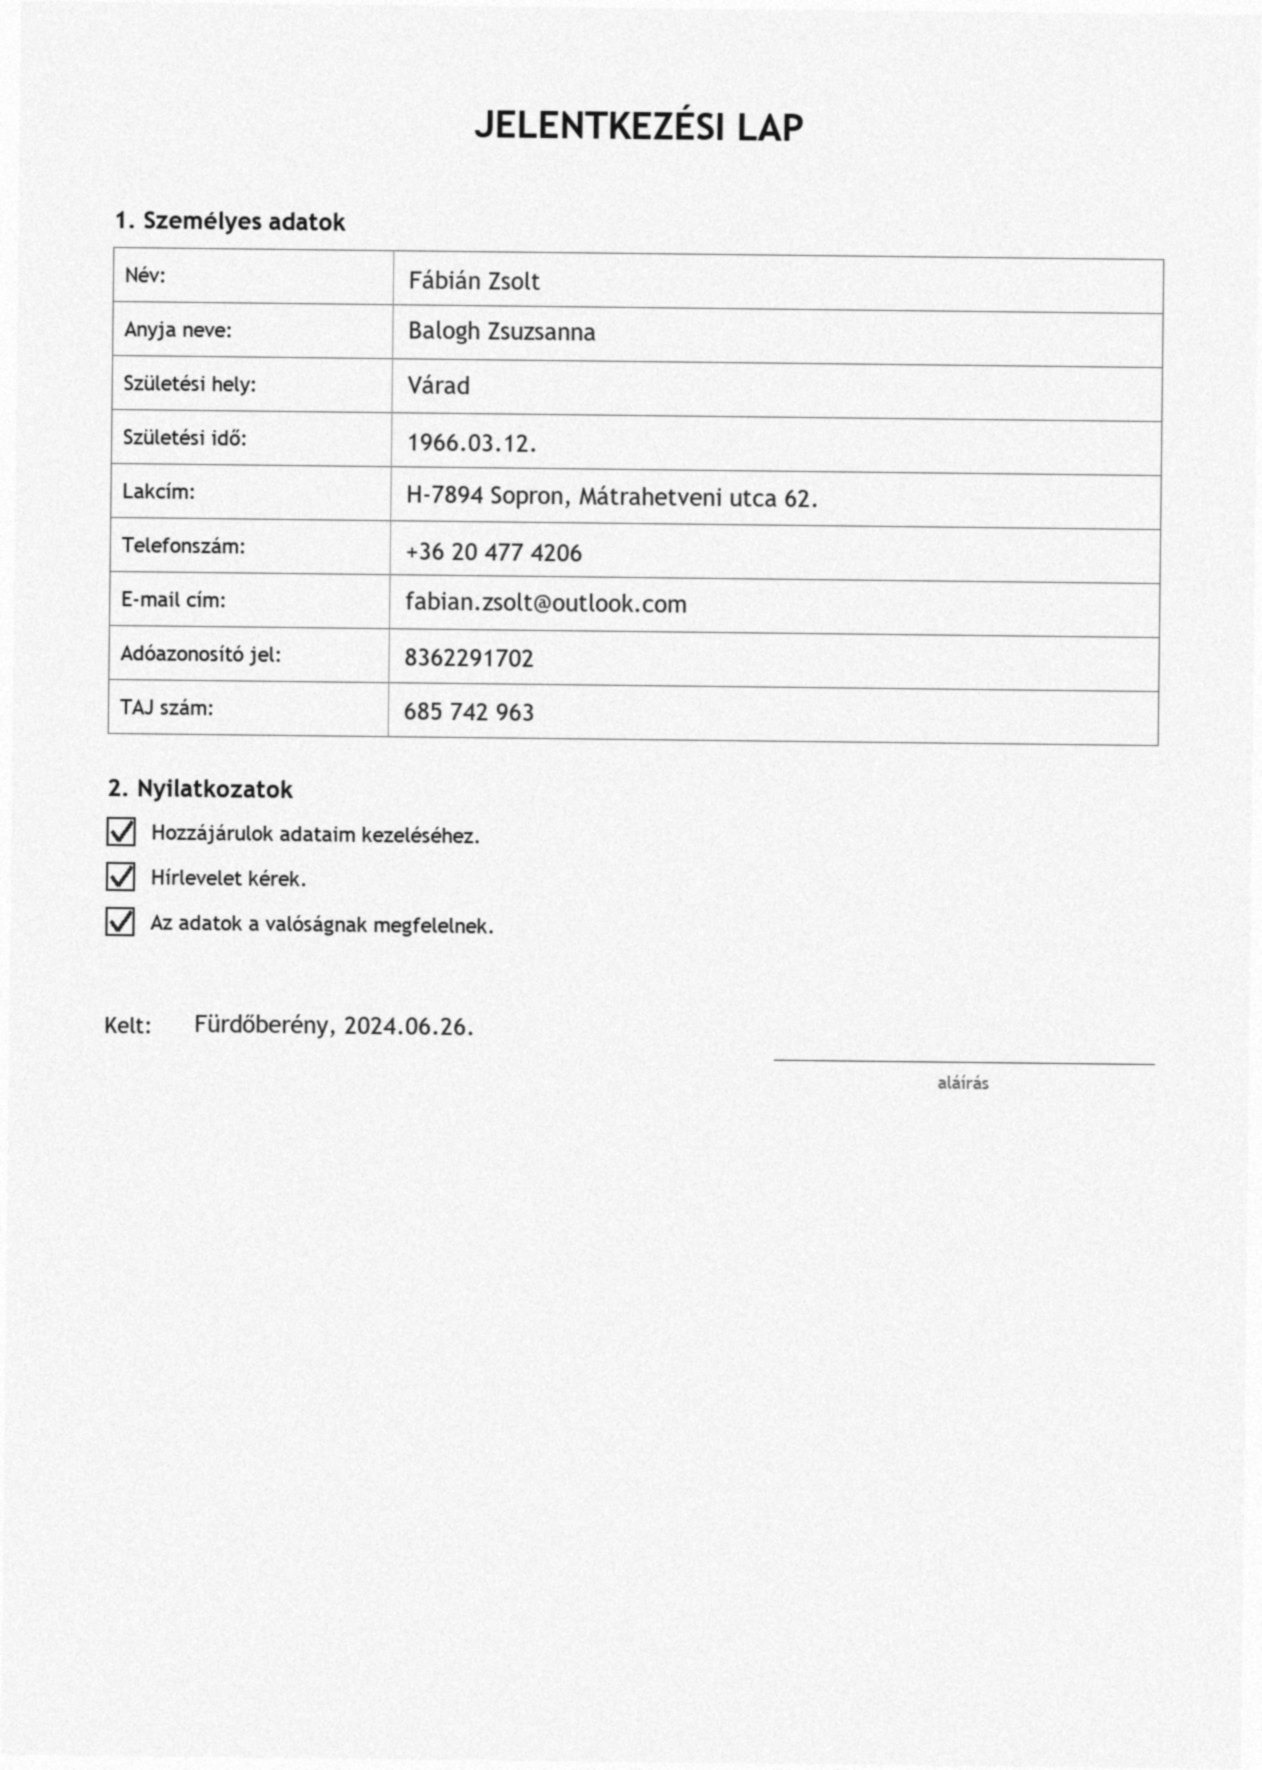 JELENTKEZÉSI LAP
1. Személyes adatok
Név: Fábián Zsolt
Anyja neve: Balogh Zsuzsanna
Születési hely: Várad
Születési idő: 1966.03.12.
Lakcím: H-7894 Sopron, Mátrahetveni utca 62.
Telefonszám: +36 20 477 4206
E-mail cím: fabian.zsolt@outlook.com
Adóazonosító jel: 8362291702
TAJ szám: 685 742 963
2. Nyilatkozatok
☑ Hozzájárulok adataim kezeléséhez.
☑ Hírlevelet kérek.
☑ Az adatok a valóságnak megfelelnek.
Kelt: Fürdőberény, 2024.06.26.
aláírás